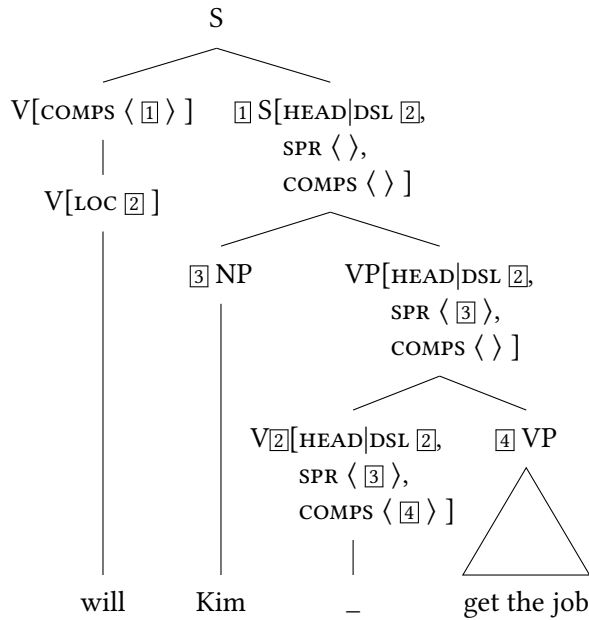 S
V[COMPS ⟨ 1 ⟩ ] 1 S[HEAD|DSL 2,
SPR ⟨ ⟩,
COMPS ⟨ ⟩ ]
V[LOC 2 ]
3 NP VP[HEAD|DSL 2,
SPR ⟨ 3 ⟩,
COMPS ⟨ ⟩ ]
V2[HEAD|DSL 2, 4 VP
SPR ⟨ 3 ⟩,
COMPS ⟨ 4 ⟩ ]
will Kim _ get the job